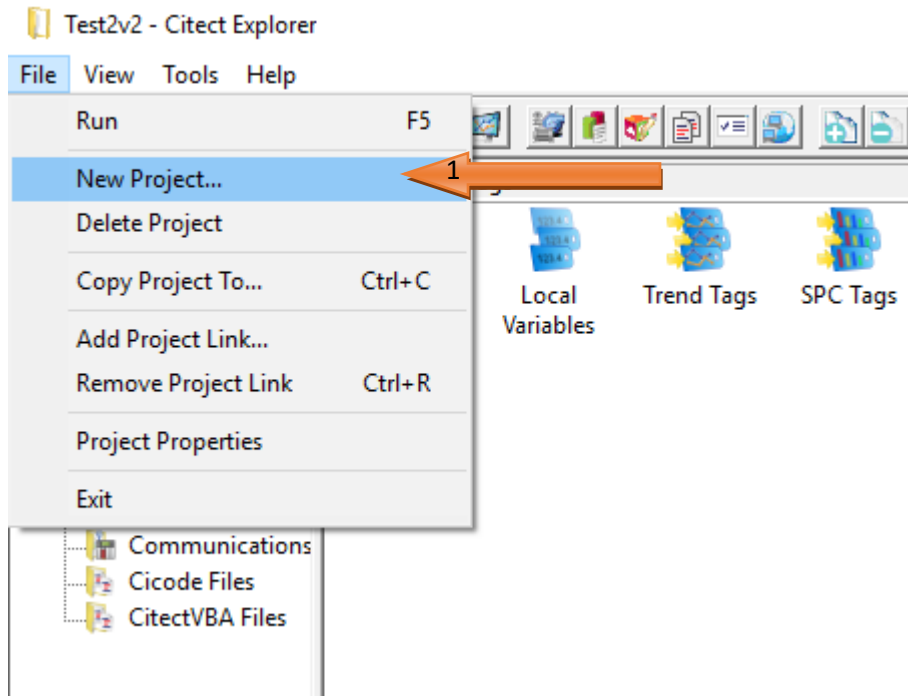 Test2v2 - Citect Explorer
File View Tools Help
Run F5
New Project...
1
Delete Project
Copy Project To... Ctrl+C
Add Project Link...
Remove Project Link Ctrl+R
Project Properties
Exit
Local
Variables
Trend Tags
SPC Tags
Communications
Cicode Files
CitectVBA Files